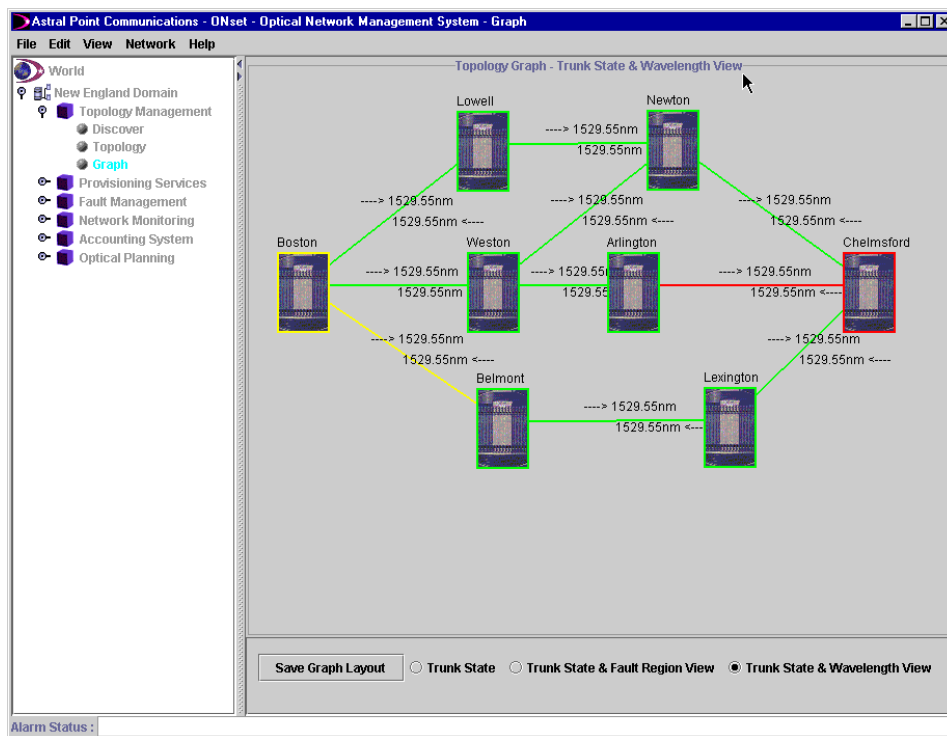 Astral Point Communications - ONset - Optical Network Management System - Graph
File Edit View Network Help
World
New England Domain
Topology Management
Discover
Topology
Graph
Provisioning Services
Fault Management
Network Monitoring
Accounting System
Optical Planning
Topology Graph - Trunk State & Wavelength View
Lowell
Newton
----> 1529.55nm
1529.55nm
----> 1529.55nm
1529.55nm <----
----> 1529.55nm
1529.55nm <----
----> 1529.55nm
1529.55nm <----
Boston
Weston
Arlington
Chelmsford
----> 1529.55nm
1529.55nm
----> 1529.55
1529.55n
----> 1529.55nm
1529.55nm <---
----> 1529.55nm
1529.55nm <----
----> 1529.55nm
1529.55nm <----
Belmont
Lexington
----> 1529.55nm
1529.55nm <---
Save Graph Layout
Trunk State
Trunk State & Fault Region View
Trunk State & Wavelength View
Alarm Status :